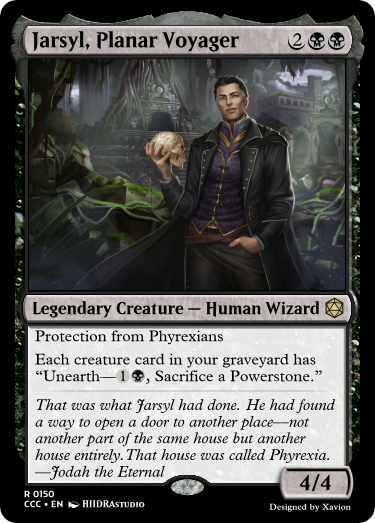 Jarsyl, Planar Voyager 2
Legendary Creature — Human Wizard
Protection from Phyrexians
Each creature card in your graveyard has
“Unearth—1, Sacrifice a Powerstone.”
That was what Jarsyl had done. He had found
a way to open a door to another place—not
another part of the same house but another
house entirely. That house was called Phyrexia.
—Jodah the Eternal
4/4
R 0150
CCC • EN HIIDRASTUDIO
Designed by Xavion